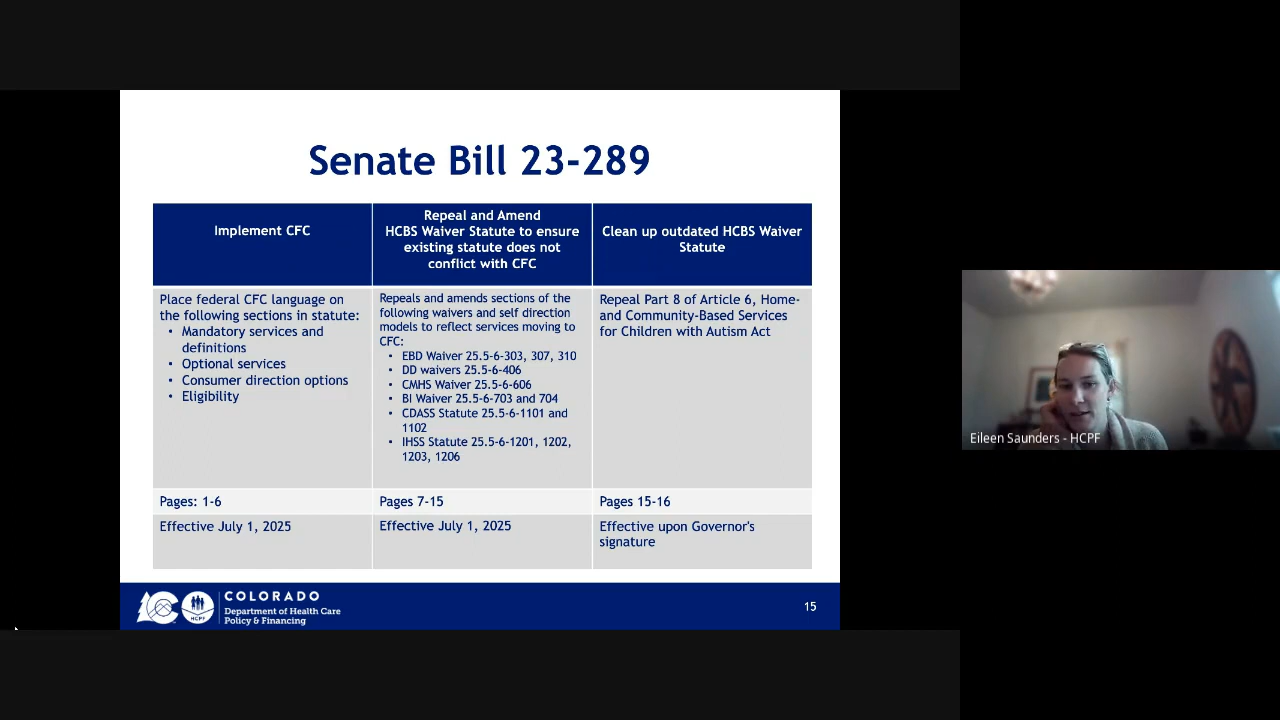 Senate Bill 23-289
Implement CFC
Repeal and Amend
HCBS Waiver Statute to ensure
existing statute does not
conflict with CFC
Clean up outdated HCBS Waiver
Statute
Place federal CFC language on
the following sections in statute:
• Mandatory services and
definitions
• Optional services
• Consumer direction options
• Eligibility
Repeals and amends sections of the
following waivers and self direction
models to reflect services moving to
CFC:
• EBD Waiver 25.5-6-303, 307, 310
• DD waivers 25.5-6-406
• CMHS Waiver 25.5-6-606
• BI Waiver 25.5-6-703 and 704
• CDASS Statute 25.5-6-1101 and
1102
• IHSS Statute 25.5-6-1201, 1202,
1203, 1206
Repeal Part 8 of Article 6, Home-
and Community-Based Services
for Children with Autism Act
Pages: 1-6
Pages 7-15
Pages 15-16
Effective July 1, 2025
Effective July 1, 2025
Effective upon Governor's
signature
HCPF
COLORADO
Department of Health Care
Policy & Financing
15
Eileen Saunders - HCPF